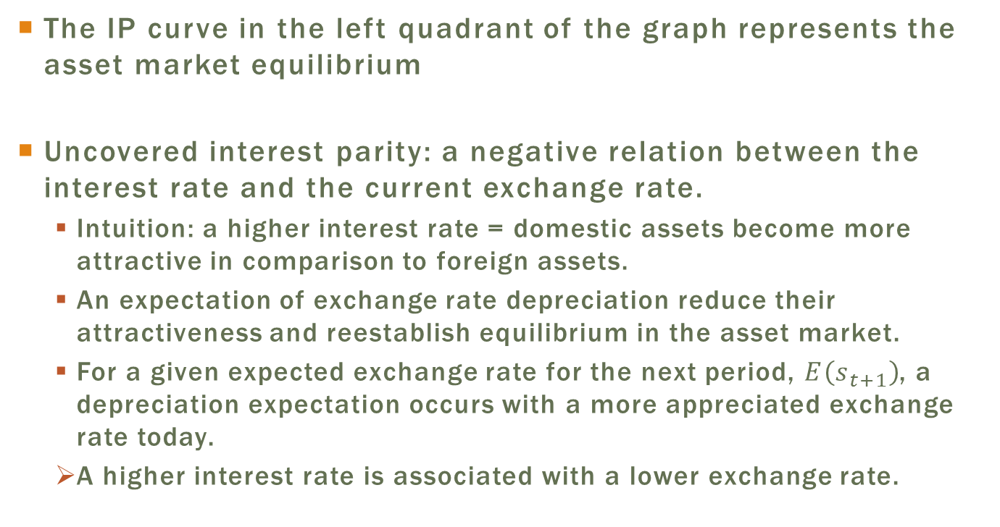 ▪ The IP curve in the left quadrant of the graph represents the
asset market equilibrium
▪ Uncovered interest parity: a negative relation between the
interest rate and the current exchange rate.
▪ Intuition: a higher interest rate = domestic assets become more
attractive in comparison to foreign assets.
▪ An expectation of exchange rate depreciation reduce their
attractiveness and reestablish equilibrium in the asset market.
▪ For a given expected exchange rate for the next period, E(s_{t+1}), a
depreciation expectation occurs with a more appreciated exchange
rate today.
➢ A higher interest rate is associated with a lower exchange rate.